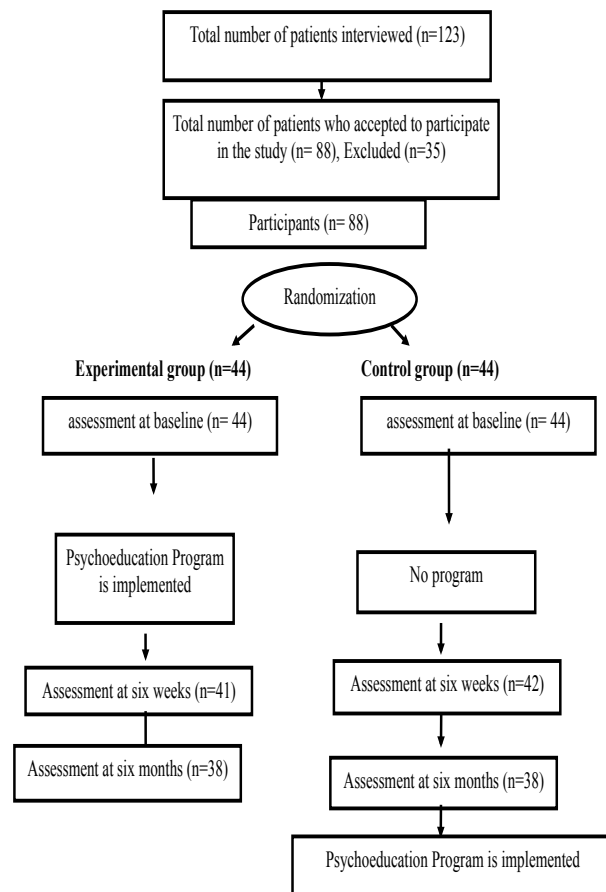 Total number of patients interviewed (n=123)
Total number of patients who accepted to participate
in the study (n= 88), Excluded (n=35)
Participants (n= 88)
Randomization
Experimental group (n=44)
Control group (n=44)
assessment at baseline (n= 44)
assessment at baseline (n= 44)
Psychoeducation Program
is implemented
No program
Assessment at six weeks (n=41)
Assessment at six weeks (n=42)
Assessment at six months (n=38)
Assessment at six months (n=38)
Psychoeducation Program is implemented